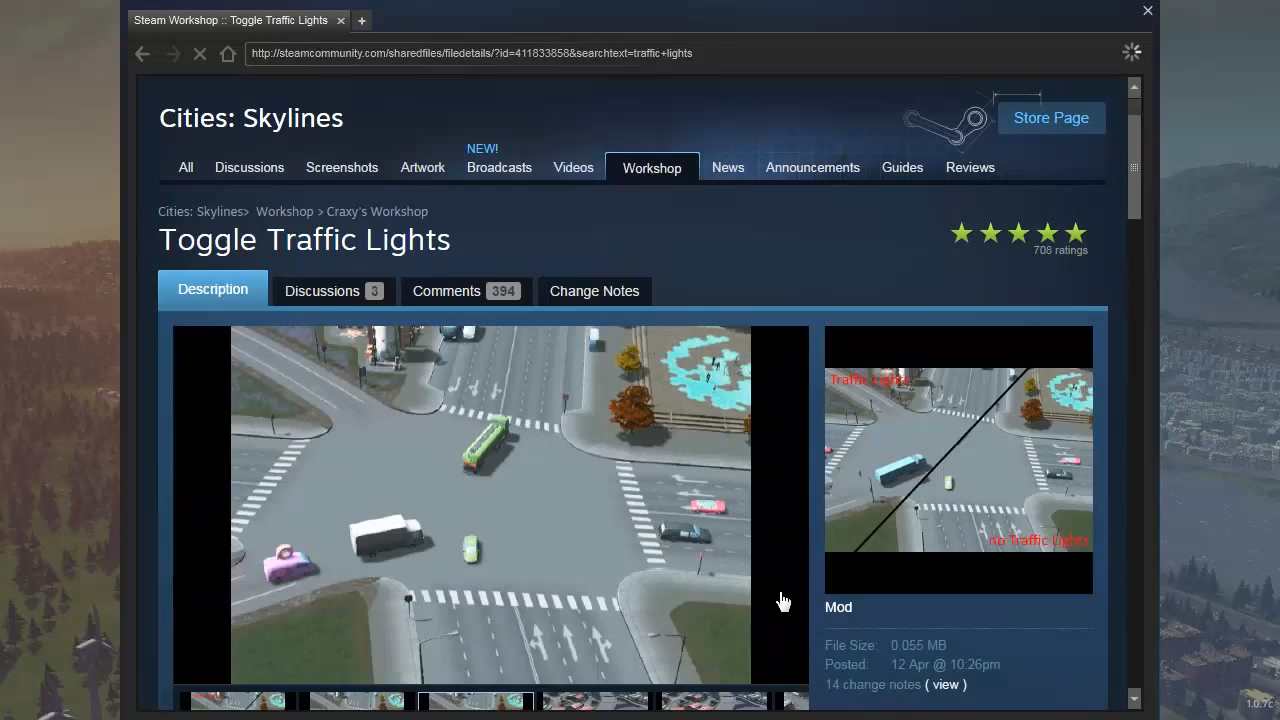 Steam Workshop :: Toggle Traffic Lights
http://steamcommunity.com/sharedfiles/filedetails/?id=411833858&searchtext=traffic+lights
Cities: Skylines
Store Page
NEW!
All Discussions Screenshots Artwork Broadcasts Videos Workshop News Announcements Guides Reviews
Cities: Skylines> Workshop > Craxy's Workshop
Toggle Traffic Lights
708 ratings
Description Discussions 3 Comments 394 Change Notes
Traffic Lights
no Traffic Lights
Mod
File Size: 0.055 MB
Posted: 12 Apr @ 10:26pm
14 change notes ( view )
1.0.7c